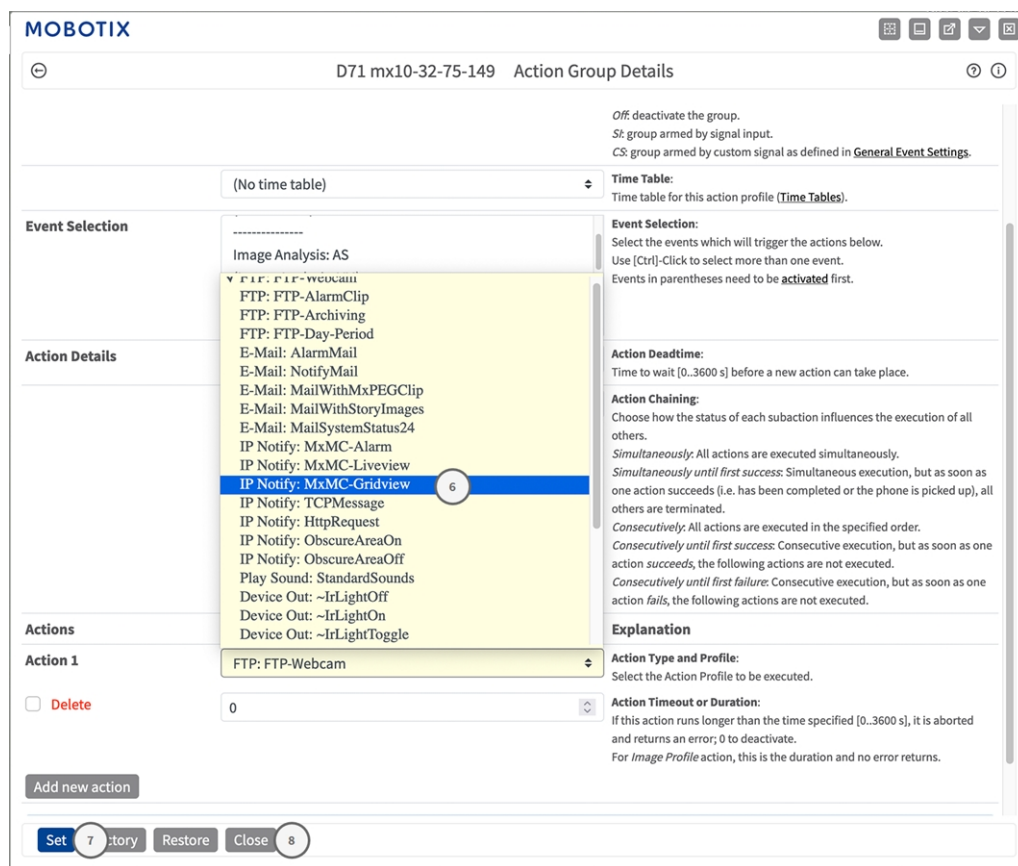 MOBOTIX
D71 mx10-32-75-149 Action Group Details
Off: deactivate the group.
SI: group armed by signal input.
CS: group armed by custom signal as defined in General Event Settings.
(No time table)
Time Table:
Time table for this action profile (Time Tables).
Event Selection
---------------
Image Analysis: AS
Event Selection:
Select the events which will trigger the actions below.
Use [Ctrl]-Click to select more than one event.
Events in parentheses need to be activated first.
FTP: FTP-Webcam
FTP: FTP-AlarmClip
FTP: FTP-Archiving
FTP: FTP-Day-Period
E-Mail: AlarmMail
E-Mail: NotifyMail
E-Mail: MailWithMxPEGClip
E-Mail: MailWithStoryImages
E-Mail: MailSystemStatus24
IP Notify: MxMC-Alarm
IP Notify: MxMC-Liveview
IP Notify: MxMC-Gridview 6
IP Notify: TCPMessage
IP Notify: HttpRequest
IP Notify: ObscureAreaOn
IP Notify: ObscureAreaOff
Play Sound: StandardSounds
Device Out: ~IrLightOff
Device Out: ~IrLightOn
Device Out: ~IrLightToggle
Action Details
Action Deadtime:
Time to wait [0..3600 s] before a new action can take place.
Action Chaining:
Choose how the status of each subaction influences the execution of all
others.
Simultaneously: All actions are executed simultaneously.
Simultaneously until first success: Simultaneous execution, but as soon as
one action succeeds (i.e. has been completed or the phone is picked up), all
others are terminated.
Consecutively: All actions are executed in the specified order.
Consecutively until first success: Consecutive execution, but as soon as one
action succeeds, the following actions are not executed.
Consecutively until first failure: Consecutive execution, but as soon as one
action fails, the following actions are not executed.
Actions
Explanation
Action 1
FTP: FTP-Webcam
Action Type and Profile:
Select the Action Profile to be executed.
Delete
0
Action Timeout or Duration:
If this action runs longer than the time specified [0..3600 s], it is aborted
and returns an error; 0 to deactivate.
For Image Profile action, this is the duration and no error returns.
Add new action
Set 7 tory Restore Close 8